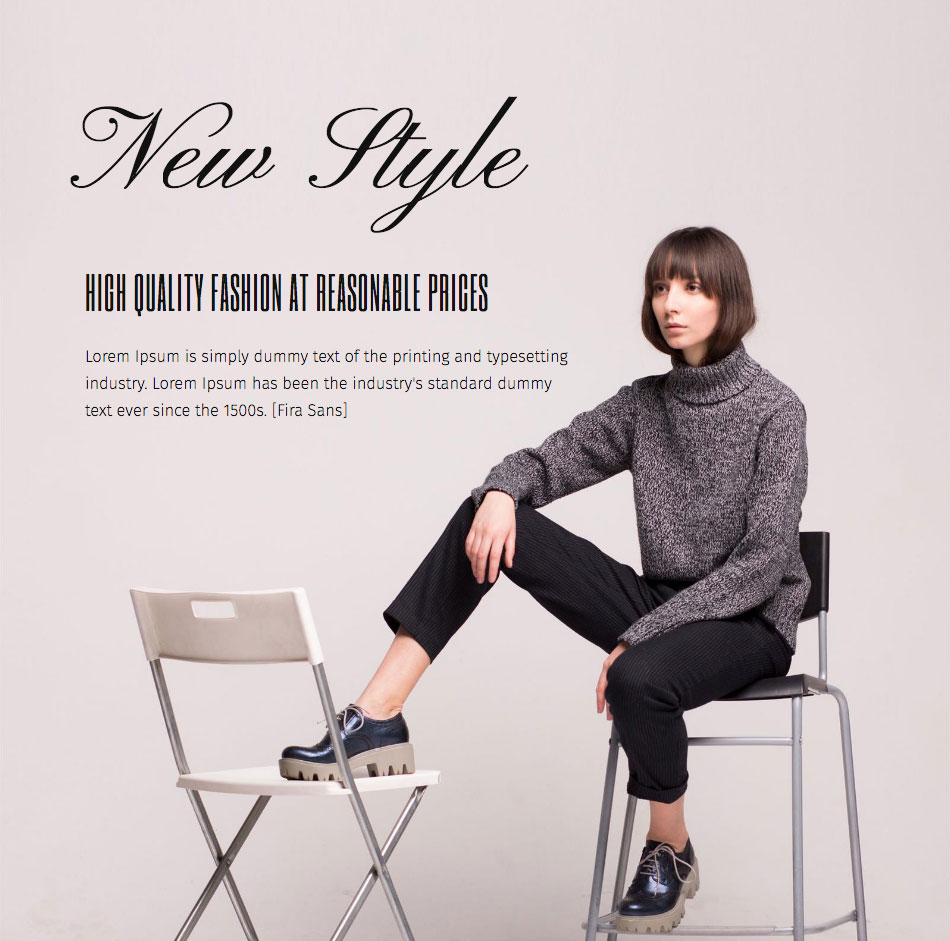 New Style
HIGH QUALITY FASHION AT REASONABLE PRICES
Lorem Ipsum is simply dummy text of the printing and typesetting
industry. Lorem Ipsum has been the industry's standard dummy
text ever since the 1500s. [Fira Sans]